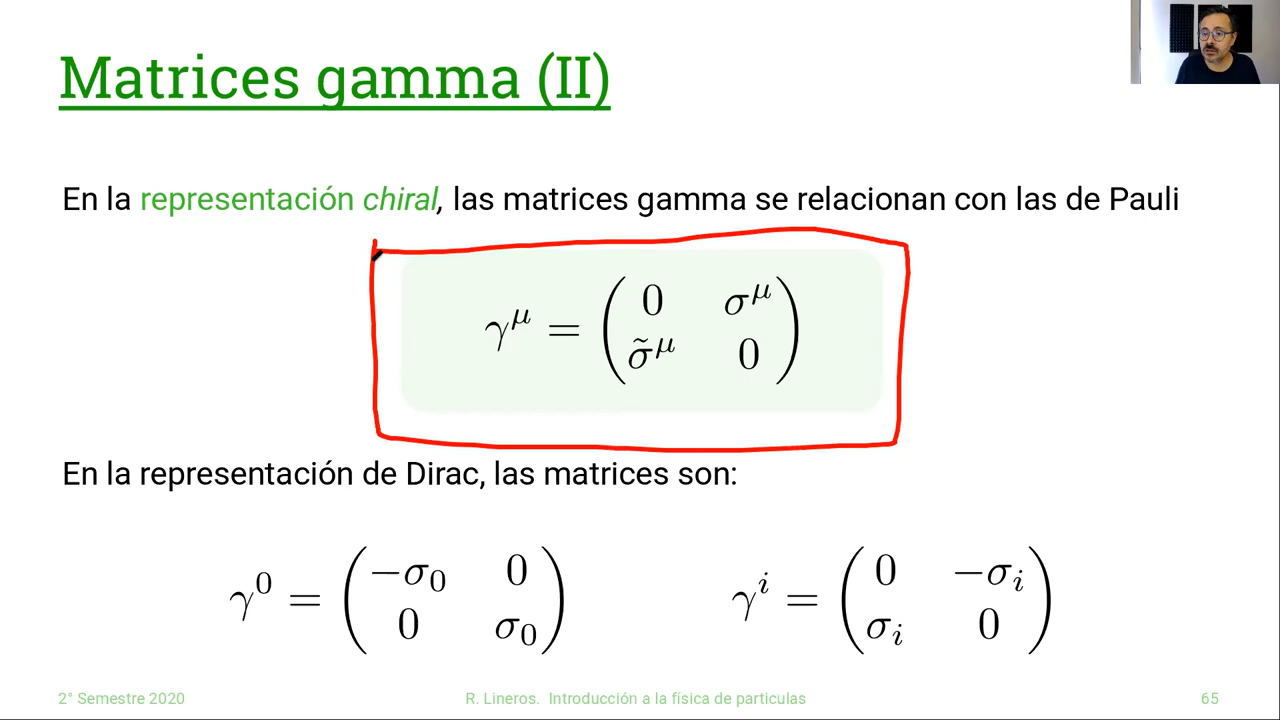 Matrices gamma (II)
En la representación chiral, las matrices gamma se relacionan con las de Pauli
γ^μ = ( 0 σ^μ
σ̃^μ 0 )
En la representación de Dirac, las matrices son:
γ^0 = ( −σ_0 0
0 σ_0 )
γ^i = ( 0 −σ_i
σ_i 0 )
2° Semestre 2020
R. Lineros. Introducción a la física de particulas
65